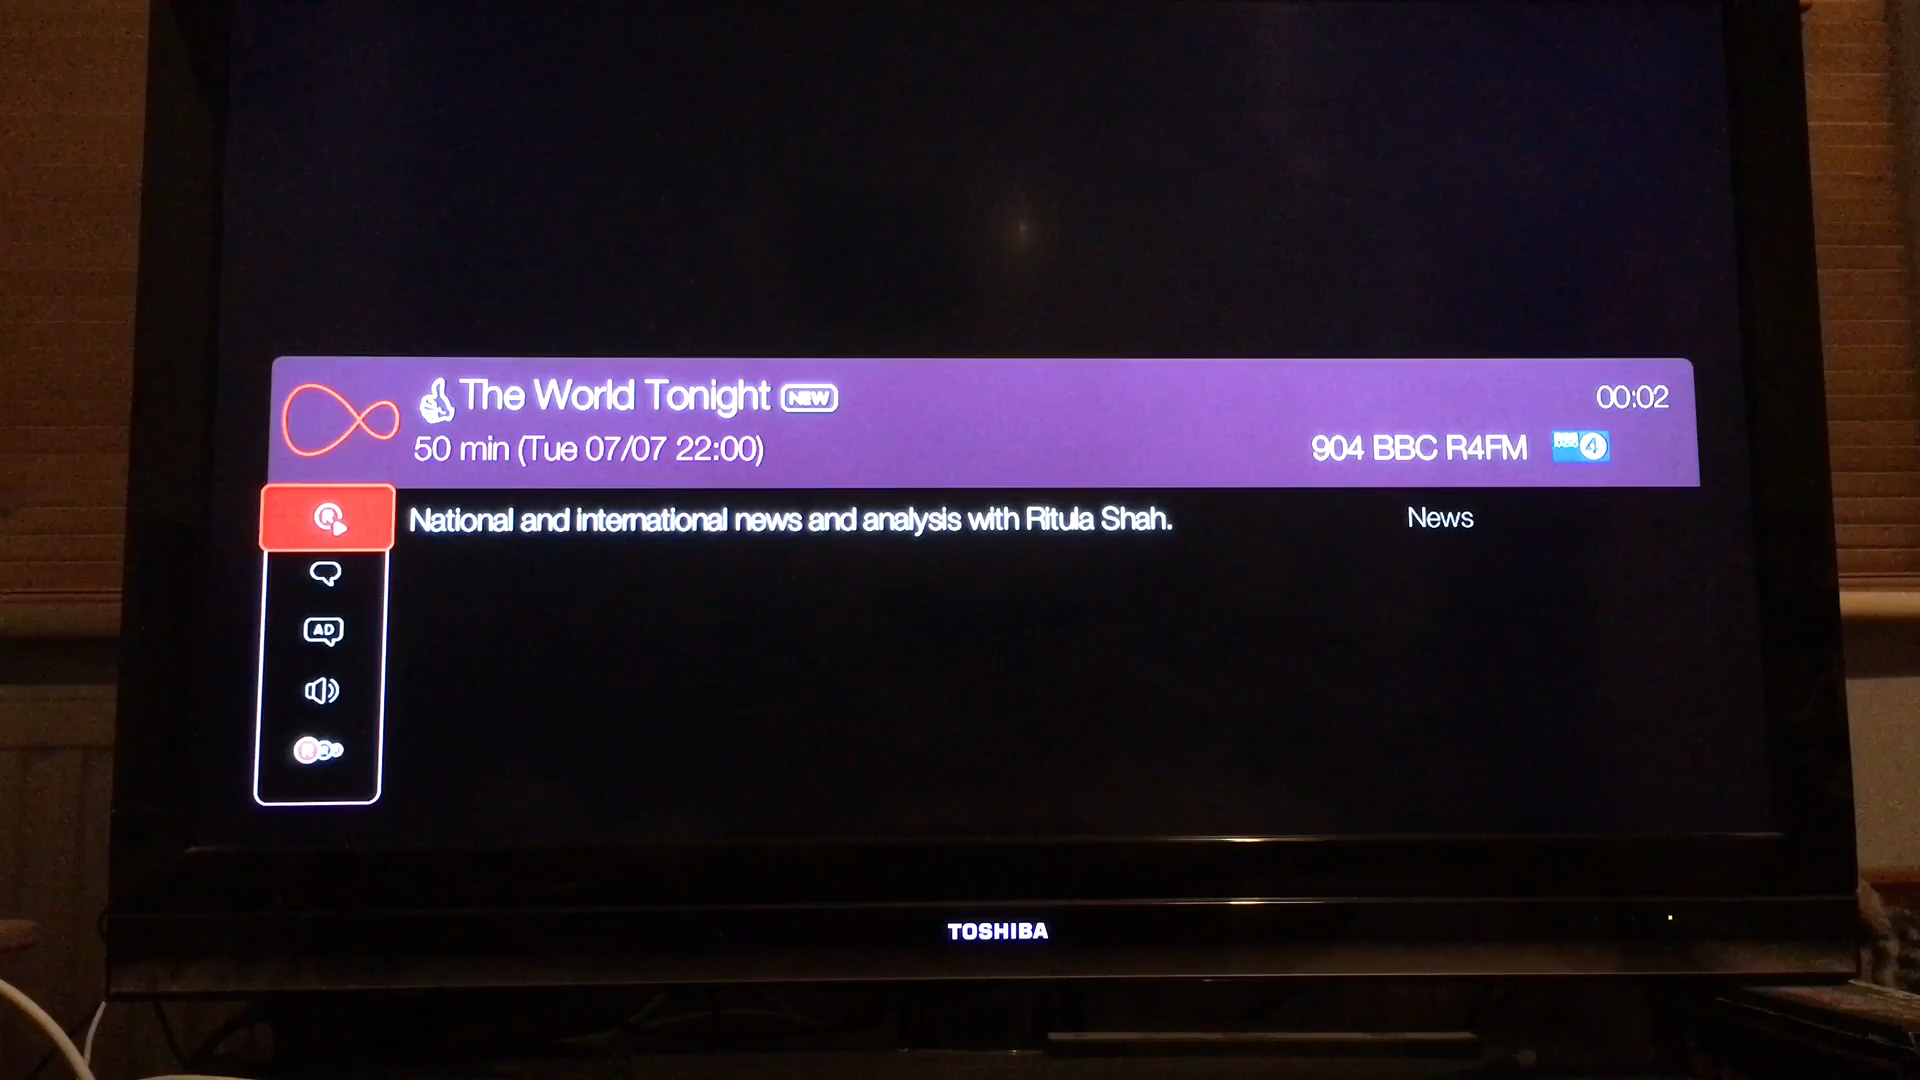 The World Tonight NEW
00:02
50 min (Tue 07/07 22:00)
904 BBC R4FM
4
R
National and international news and analysis with Ritula Shah.
News
AD
R R
TOSHIBA